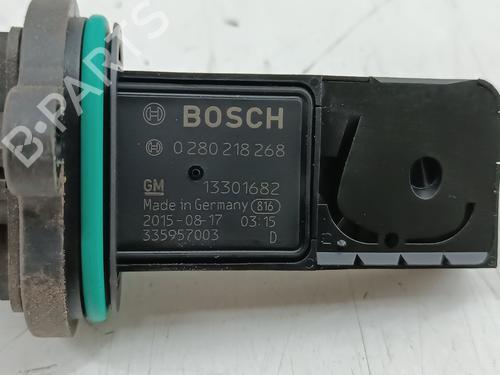 BOSCH
0 280 218 268
GM 13301682
Made in Germany 816
2015-08-17 03:15
335957003 D
B-PARTS